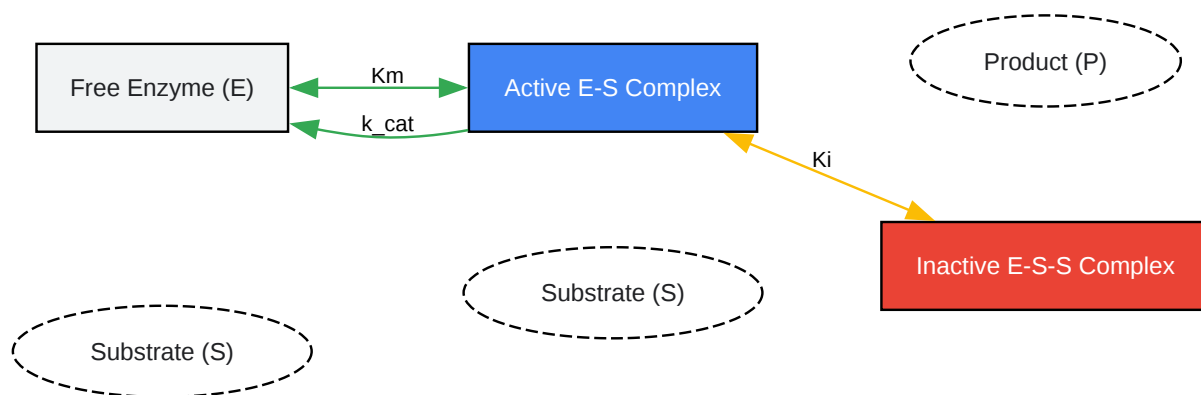 Free Enzyme (E)
Km
Active E-S Complex
Product (P)
k_cat
Ki
Inactive E-S-S Complex
Substrate (S)
Substrate (S)